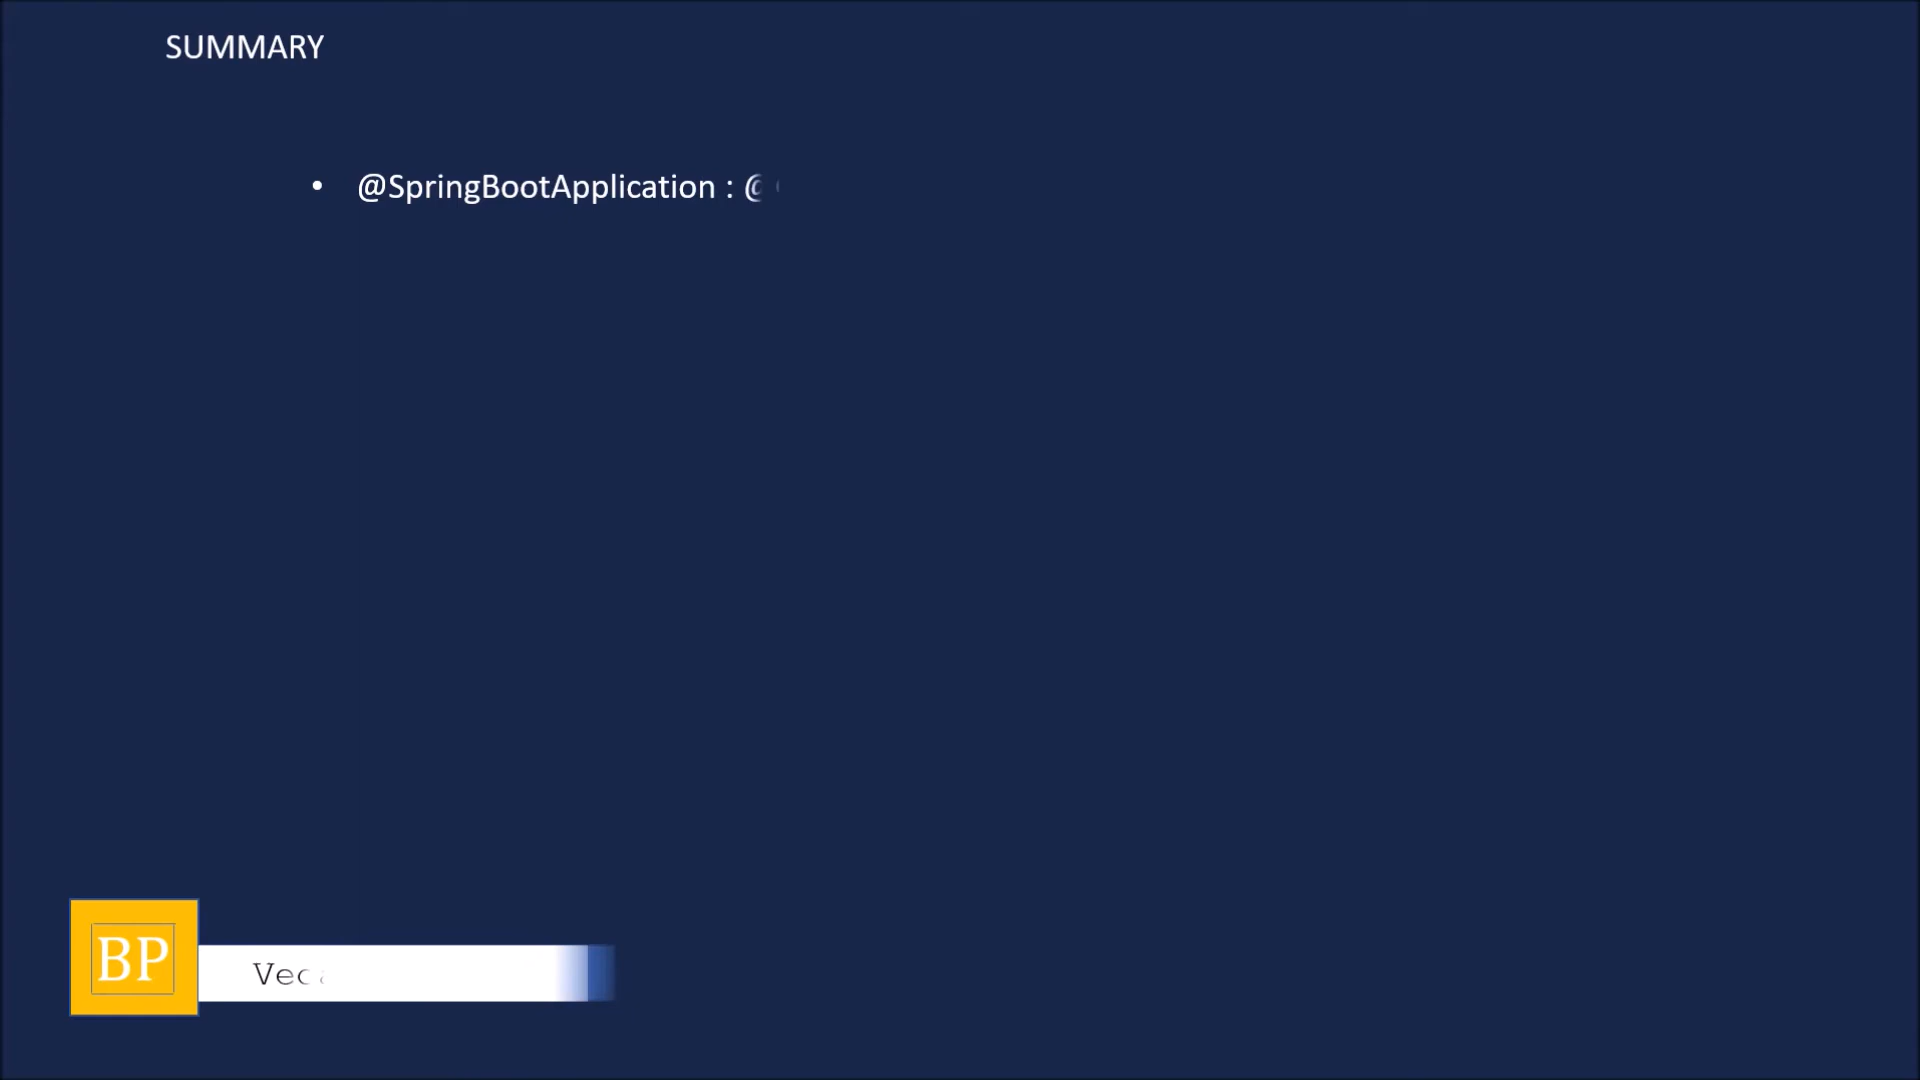 SUMMARY
• @SpringBootApplication : @
BP